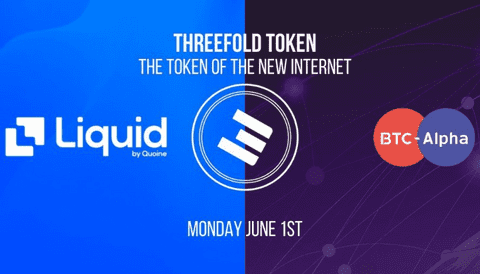 THREEFOLD TOKEN
THE TOKEN OF THE NEW INTERNET
Liquid
by Quoine
BTC-Alpha
MONDAY JUNE 1ST